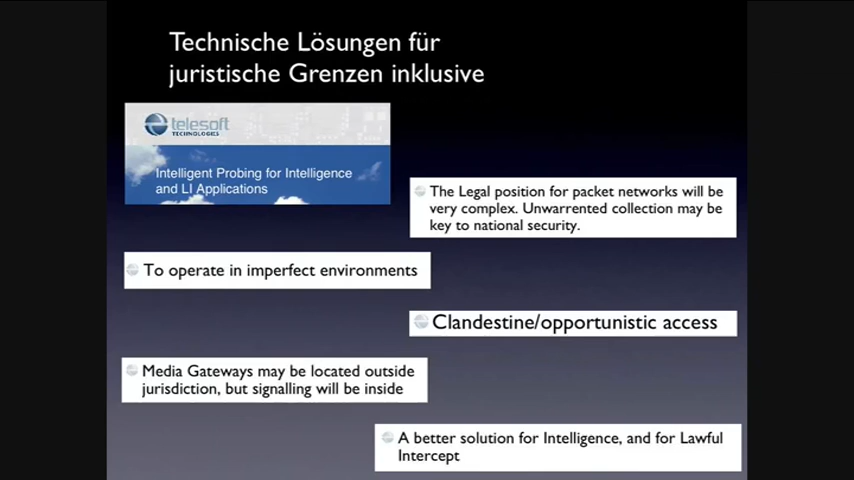 Technische Lösungen für
juristische Grenzen inklusive
telesoft
TECHNOLOGIES
Intelligent Probing for Intelligence
and LI Applications
The Legal position for packet networks will be
very complex. Unwarrented collection may be
key to national security.
To operate in imperfect environments
Clandestine/opportunistic access
Media Gateways may be located outside
jurisdiction, but signalling will be inside
A better solution for Intelligence, and for Lawful
Intercept